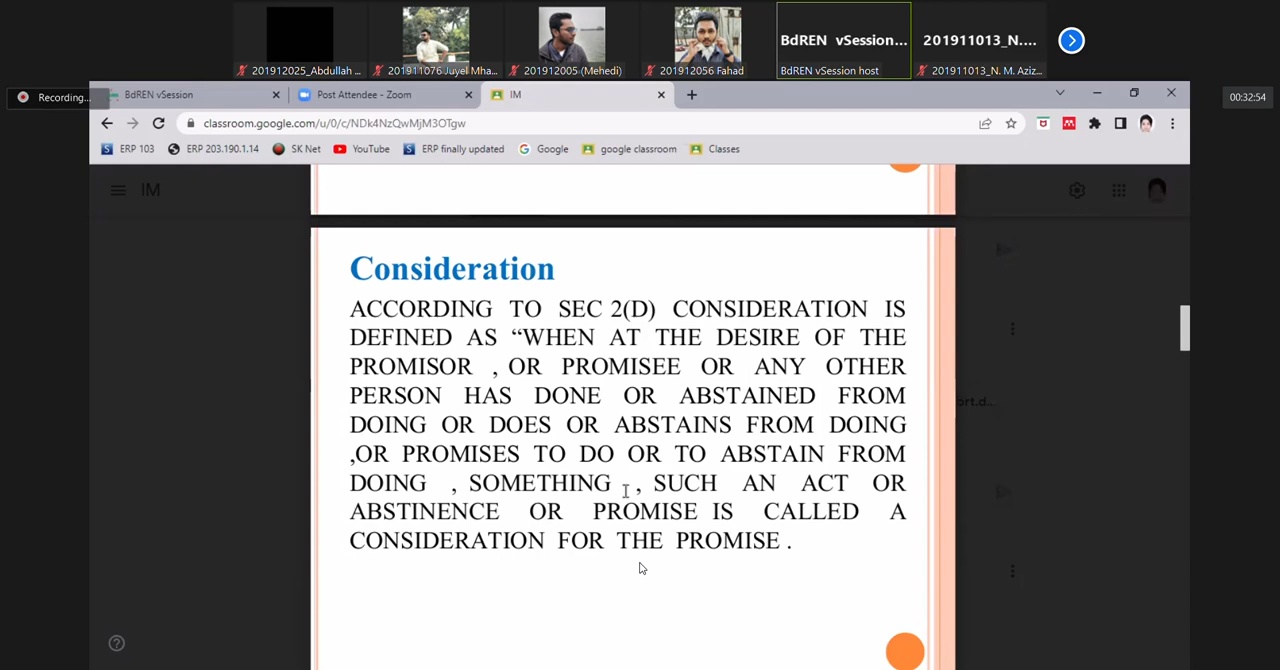 BdREN vSession... 201911013_N....
201912025_Abdullah ... 201911076 Juyel Mha... 201912005 (Mehedi) 201912056 Fahad BdREN vSession host 201911013_N. M. Aziz...
Recording... BdREN vSession Post Attendee - Zoom IM 00:32:54
classroom.google.com/u/0/c/NDk4NzQwMjM3OTgw
ERP 103 ERP 203.190.1.14 SK Net YouTube ERP finally updated Google google classroom Classes
IM
Consideration
ACCORDING TO SEC 2(D) CONSIDERATION IS
DEFINED AS “WHEN AT THE DESIRE OF THE
PROMISOR , OR PROMISEE OR ANY OTHER
PERSON HAS DONE OR ABSTAINED FROM
DOING OR DOES OR ABSTAINS FROM DOING
,OR PROMISES TO DO OR TO ABSTAIN FROM
DOING , SOMETHING , SUCH AN ACT OR
ABSTINENCE OR PROMISE IS CALLED A
CONSIDERATION FOR THE PROMISE .
ort.d...